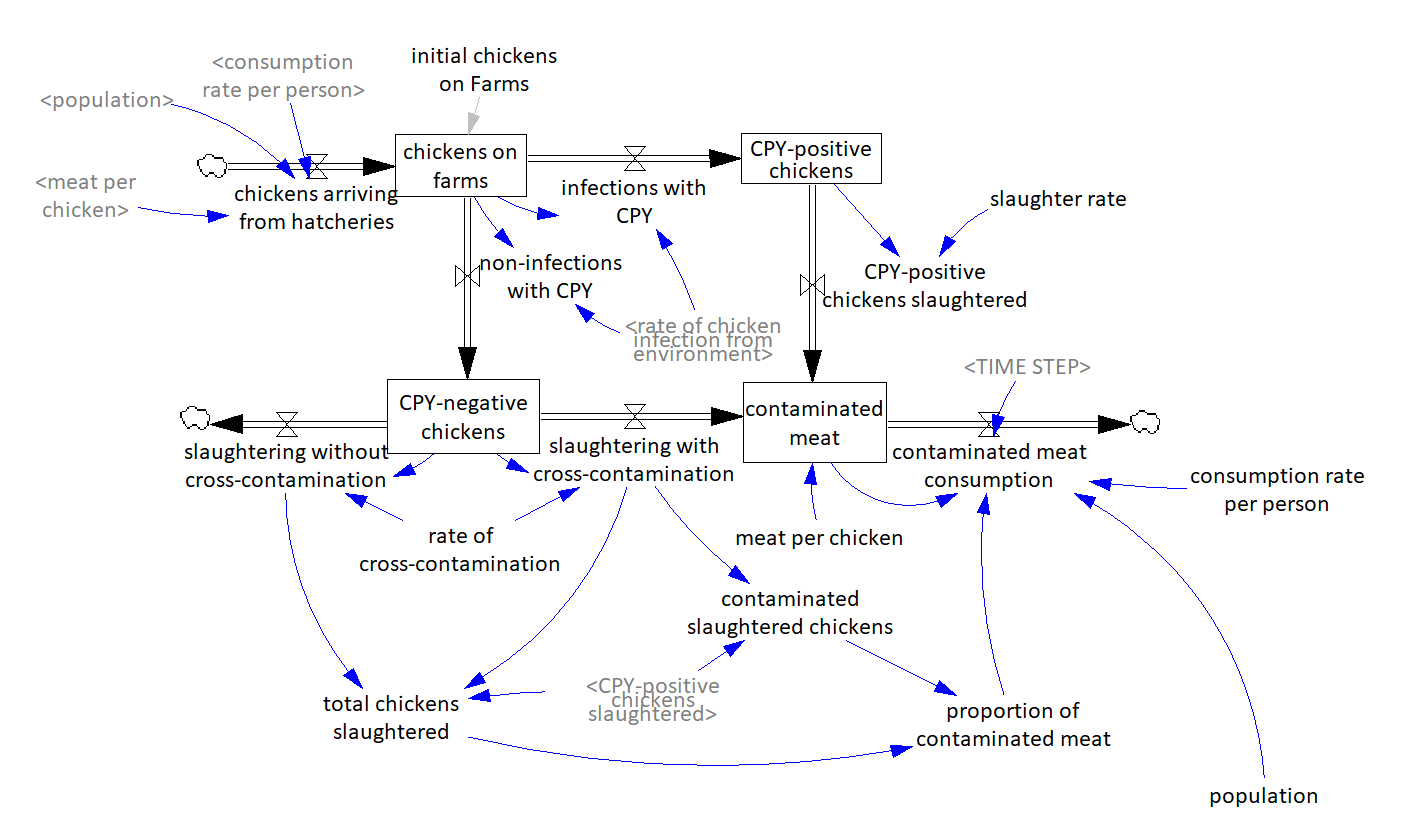 initial chickens
on Farms
<consumption
rate per person>
<population>
chickens on
farms
CPY-positive
chickens
<meat per
chicken>
chickens arriving
from hatcheries
infections with
CPY
slaughter rate
non-infections
with CPY
CPY-positive
chickens slaughtered
<rate of chicken
infection from
environment>
<TIME STEP>
CPY-negative
chickens
contaminated
meat
slaughtering without
cross-contamination
slaughtering with
cross-contamination
contaminated meat
consumption
consumption rate
per person
rate of
cross-contamination
meat per chicken
contaminated
slaughtered chickens
<CPY-positive
chickens
slaughtered>
total chickens
slaughtered
proportion of
contaminated meat
population